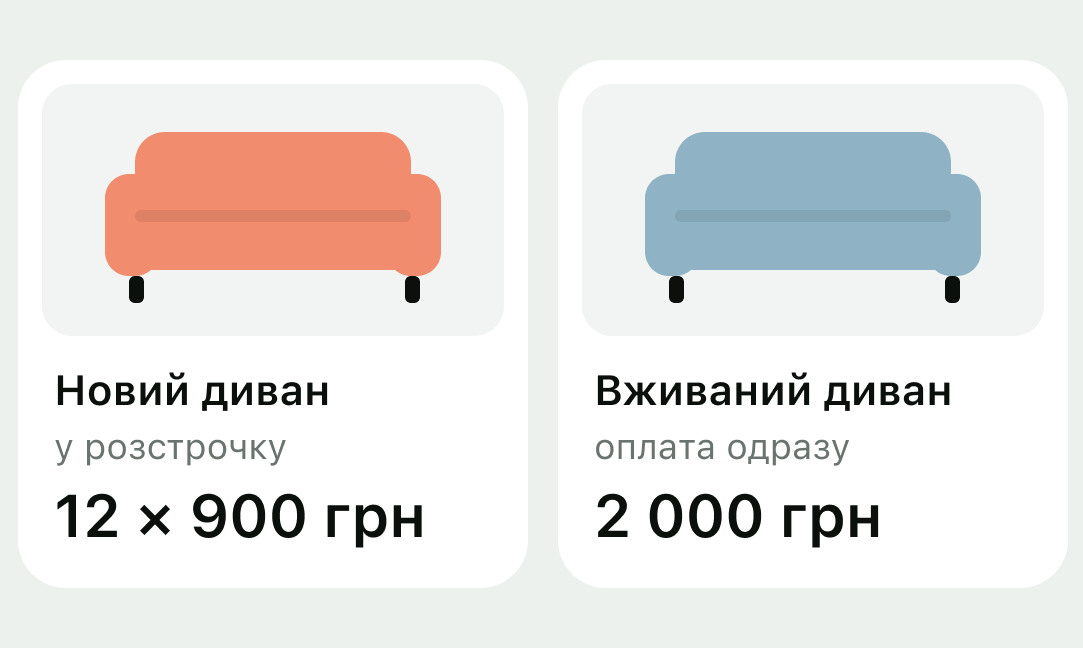 Новий диван
у розстрочку
12 × 900 грн
Вживаний диван
оплата одразу
2 000 грн